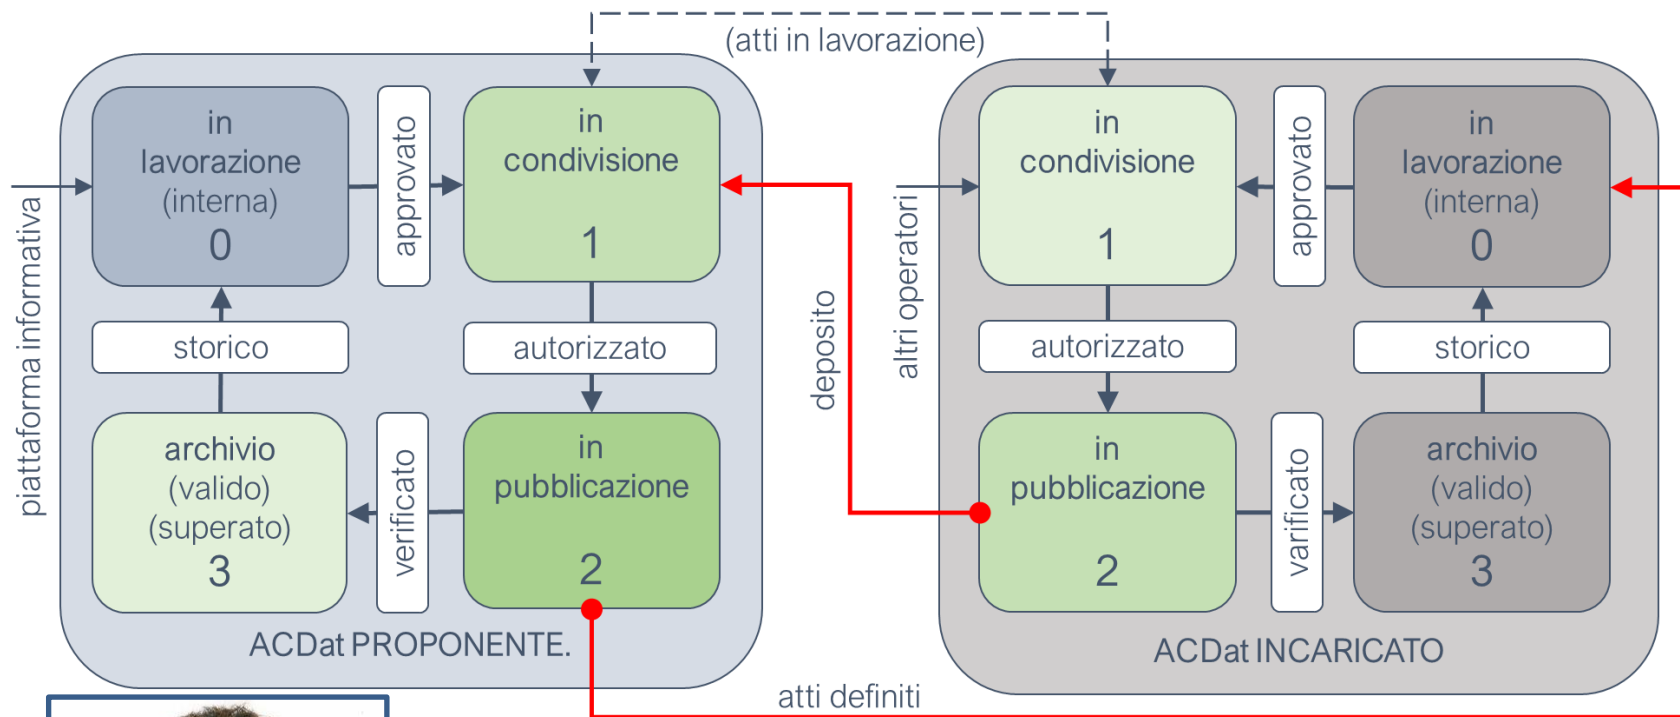 (atti in lavorazione)
piattaforma informativa
in
lavorazione
(interna)
0
approvato
in
condivisione
1
storico
autorizzato
archivio
(valido)
(superato)
3
verificato
in
pubblicazione
2
ACDat PROPONENTE.
deposito
altri operatori
in
condivisione
1
approvato
in
lavorazione
(interna)
0
autorizzato
storico
in
pubblicazione
2
varificato
archivio
(valido)
(superato)
3
ACDat INCARICATO
atti definiti